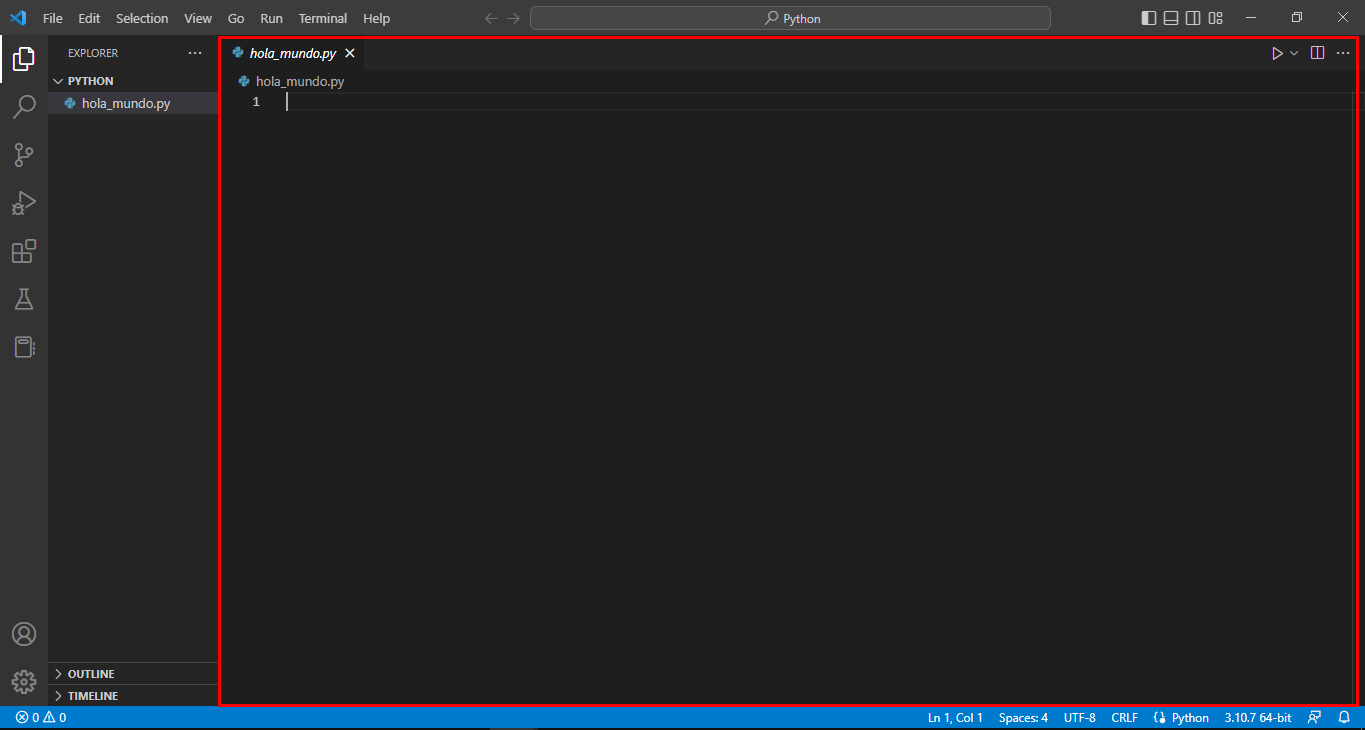 File Edit Selection View Go Run Terminal Help Python
EXPLORER
PYTHON
hola_mundo.py
OUTLINE
TIMELINE
hola_mundo.py
hola_mundo.py
1
0 0 Ln 1, Col 1 Spaces: 4 UTF-8 CRLF Python 3.10.7 64-bit